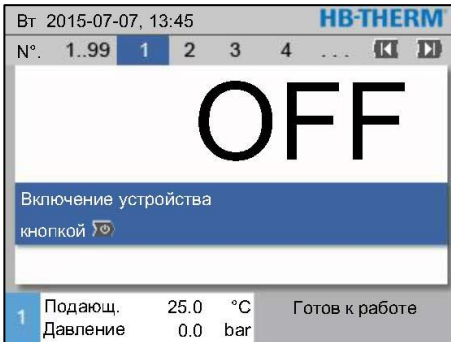 Вт 2015-07-07, 13:45 HB-THERM
N°. 1..99 1 2 3 4 ...
OFF
Включение устройства
кнопкой
1 Подающ. 25.0 °C Готов к работе
Давление 0.0 bar